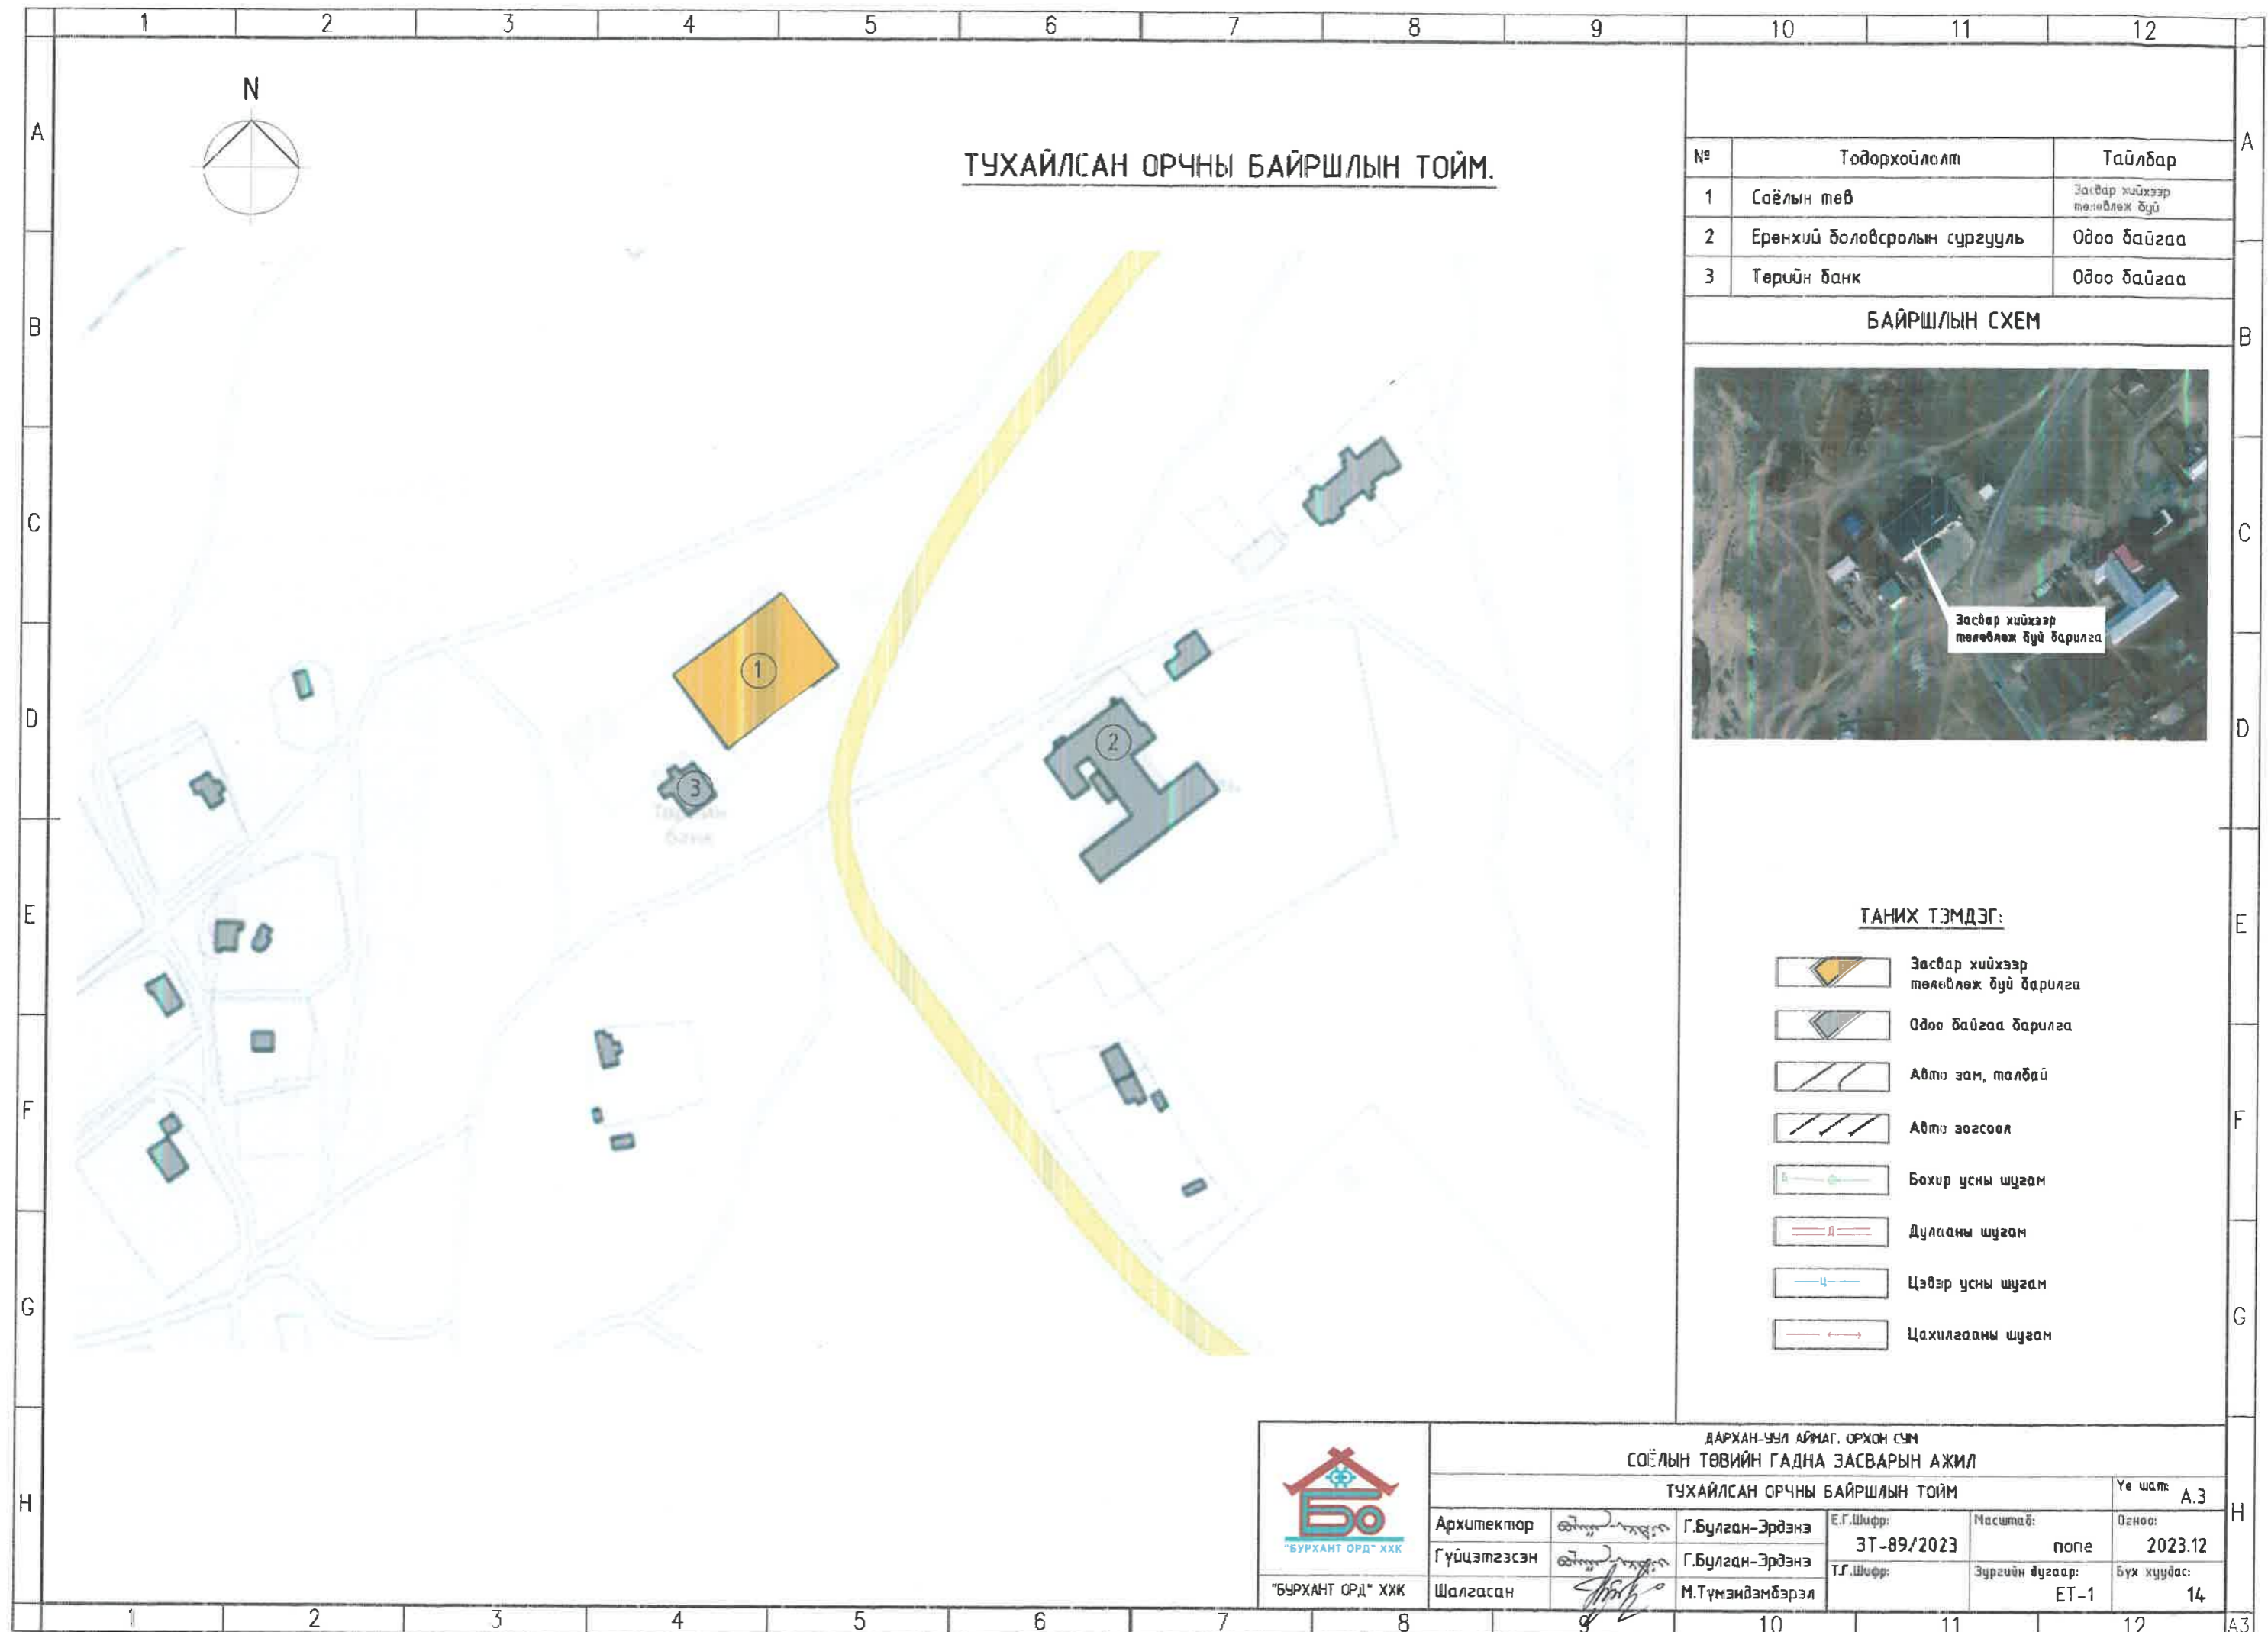 1 2 3 4 5 6 7 8 9 10 11 12
N
A A
ТУХАЙЛСАН ОРЧНЫ БАЙРШЛЫН ТОЙМ.
№ Тодорхойлолт Тайлбар
1 Соёлын төв Засвар хийхээр
төлөвлөж буй
2 Ерөнхий боловсролын сургууль Одоо байгаа
3 Төрийн банк Одоо байгаа
БАЙРШЛЫН СХЕМ
B B
C C
Засвар хийхээр
төлөвлөж буй барилга
1
D D
2
3
Төрийн
банк
E E
ТАНИХ ТЭМДЭГ:
Засвар хийхээр
төлөвлөж буй барилга
Одоо байгаа барилга
Авто зам, талбай
F F
Авто зогсоол
Б Бохир усны шугам
Д Дулааны шугам
Ц Цэвэр усны шугам
G G
Цахилгааны шугам
ДАРХАН-УУЛ АЙМАГ. ОРХОН СУМ
СОЁЛЫН ТӨВИЙН ГАДНА ЗАСВАРЫН АЖИЛ
ТУХАЙЛСАН ОРЧНЫ БАЙРШЛЫН ТОЙМ
Үе шат: А.3
H H
Бо
"БУРХАНТ ОРД" ХХК
"БУРХАНТ ОРД" ХХК
Архитектор Г.Булган-Эрдэнэ
Гүйцэтгэсэн Г.Булган-Эрдэнэ
Шалгасан М.Түмэндэмбэрэл
Е.Г.Шифр: Масштаб: Огноо:
ЗТ-89/2023 none 2023.12
Т.Г.Шифр: Зургийн дугаар: Бүх хуудас:
ЕТ-1 14
1 2 3 4 5 6 7 8 9 10 11 12 А3